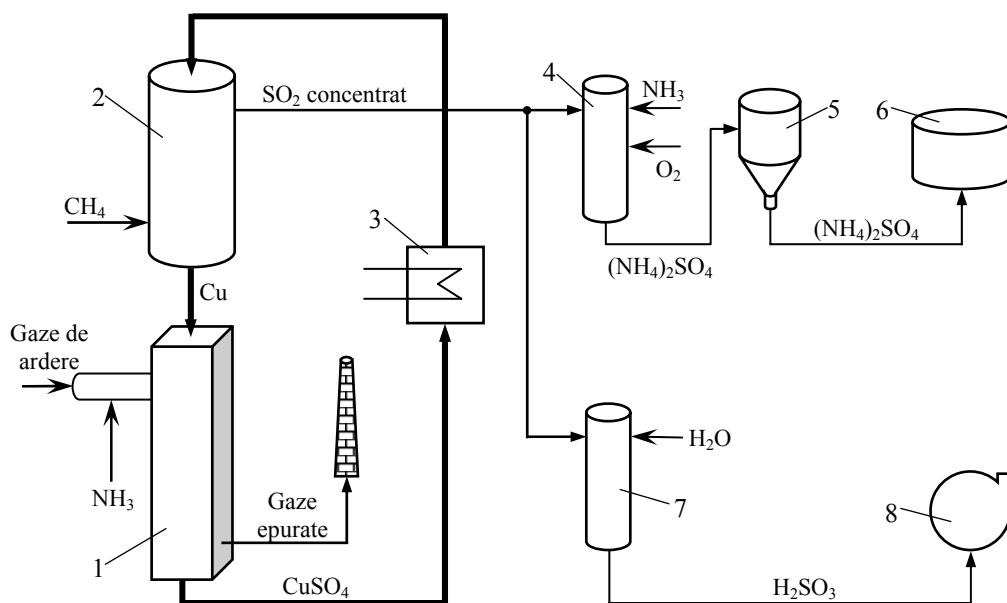 2
SO₂ concentrat
4
NH₃
5
6
O₂
CH₄
3
(NH₄)₂SO₄
(NH₄)₂SO₄
Cu
Gaze de
ardere
NH₃
Gaze
epurate
H₂O
7
8
1
CuSO₄
H₂SO₃